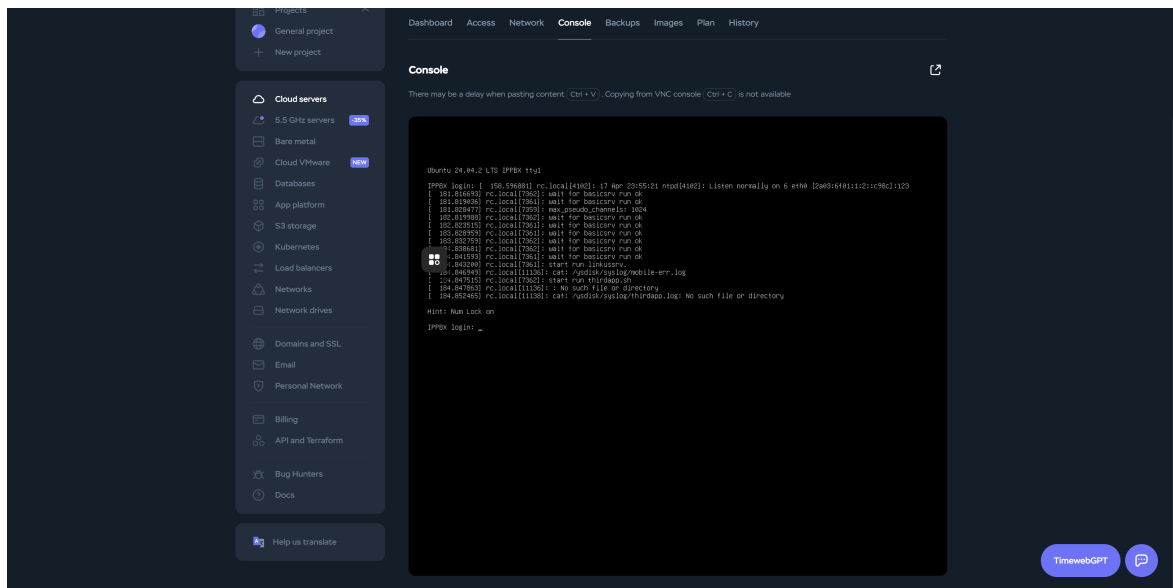 Projects
General project
New project
Cloud servers
5.5 GHz servers -35%
Bare metal
Cloud VMware NEW
Databases
App platform
S3 storage
Kubernetes
Load balancers
Networks
Network drives
Domains and SSL
Email
Personal Network
Billing
API and Terraform
Bug Hunters
Docs
Help us translate
Dashboard Access Network Console Backups Images Plan History
Console
There may be a delay when pasting content Ctrl + V . Copying from VNC console Ctrl + C is not available
Ubuntu 24.04.2 LTS IPPBX tty1
IPPBX login: [ 158.596881] rc.local[4102]: 17 Apr 23:55:21 ntpd[4102]: Listen normally on 6 eth0 [2a03:6f01:1:2::c98c]:123
[ 181.816693] rc.local[7362]: wait for basicsrv run ok
[ 181.819036] rc.local[7361]: wait for basicsrv run ok
[ 181.828477] rc.local[7359]: max_pseudo_channels: 1024
[ 182.819988] rc.local[7362]: wait for basicsrv run ok
[ 182.823515] rc.local[7361]: wait for basicsrv run ok
[ 183.828959] rc.local[7361]: wait for basicsrv run ok
[ 183.832759] rc.local[7362]: wait for basicsrv run ok
.838681] rc.local[7362]: wait for basicsrv run ok
.841593] rc.local[7361]: wait for basicsrv run ok
.843200] rc.local[7361]: start run linkussrv.
[ 184.846949] rc.local[11136]: cat: /ysdisk/syslog/mobile-err.log
[ 184.847515] rc.local[7362]: start run thirdapp.sh
[ 184.847863] rc.local[11136]: : No such file or directory
[ 184.852465] rc.local[11138]: cat: /ysdisk/syslog/thirdapp.log: No such file or directory
Hint: Num Lock on
IPPBX login: _
TimewebGPT